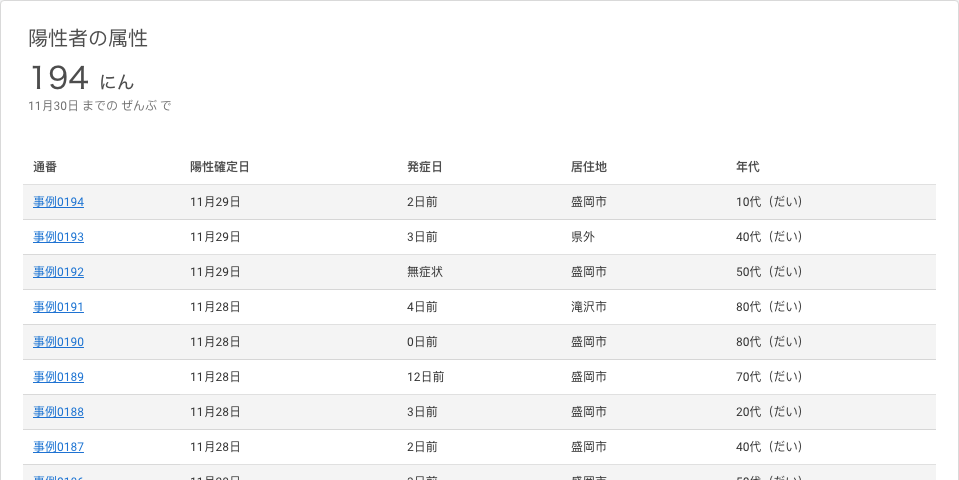 陽性者の属性
194 にん
11月30日 までの ぜんぶ で
通番 陽性確定日 発症日 居住地 年代
事例0194 11月29日 2日前 盛岡市 10代（だい）
事例0193 11月29日 3日前 県外 40代（だい）
事例0192 11月29日 無症状 盛岡市 50代（だい）
事例0191 11月28日 4日前 滝沢市 80代（だい）
事例0190 11月28日 0日前 盛岡市 80代（だい）
事例0189 11月28日 12日前 盛岡市 70代（だい）
事例0188 11月28日 3日前 盛岡市 20代（だい）
事例0187 11月28日 2日前 盛岡市 40代（だい）